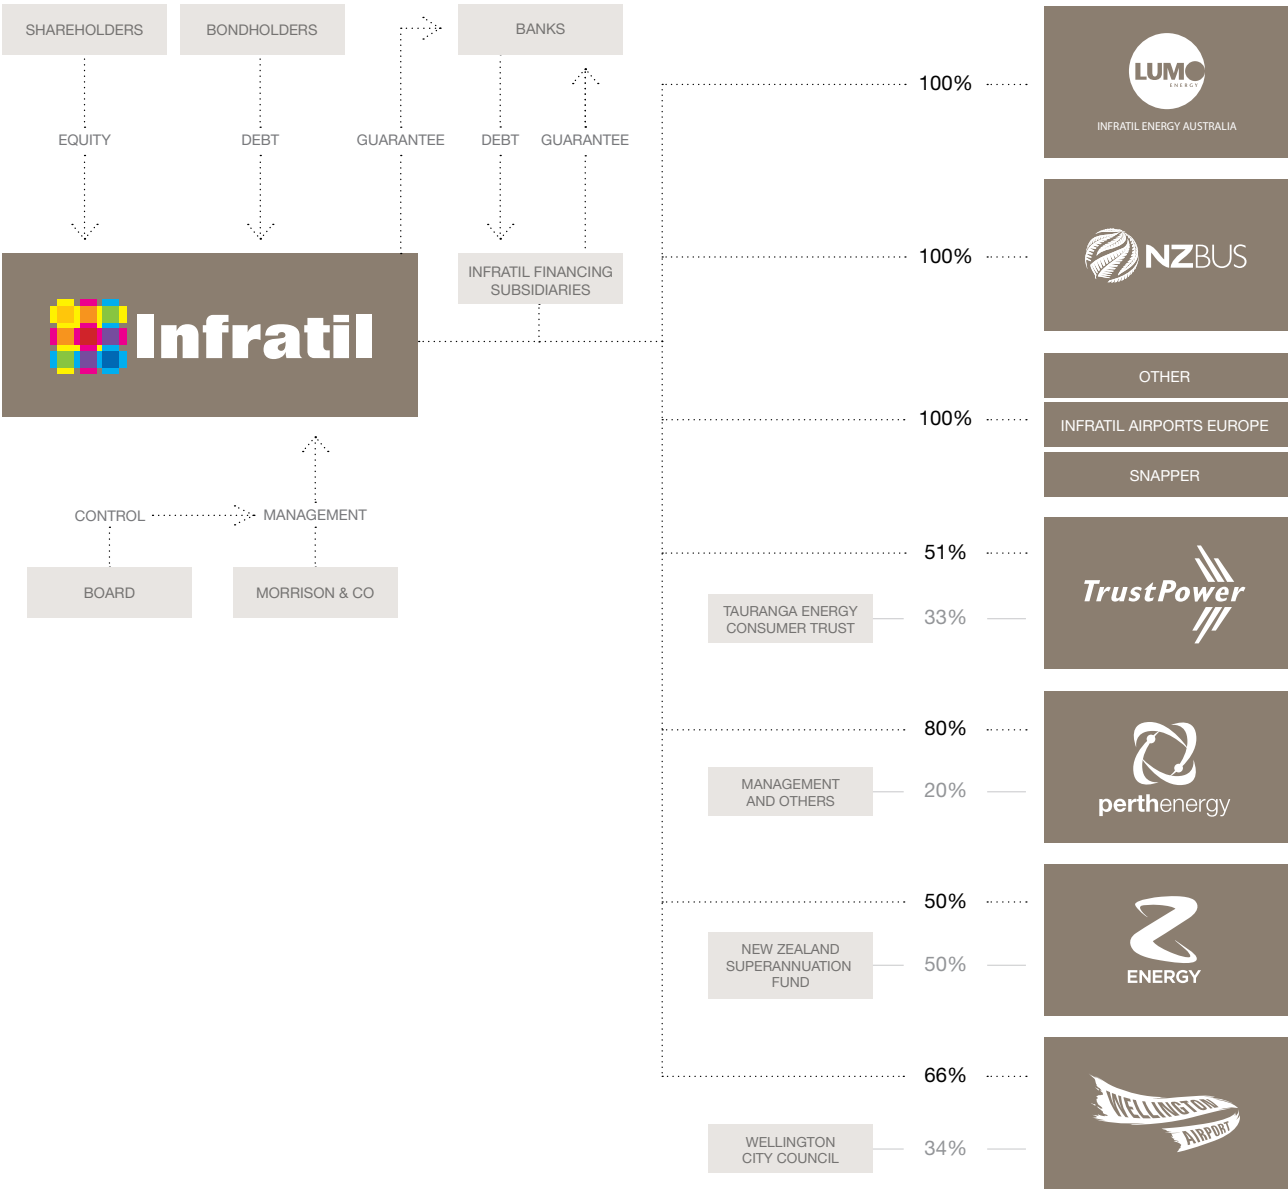 SHAREHOLDERS
BONDHOLDERS
BANKS
EQUITY
DEBT
GUARANTEE
DEBT
GUARANTEE
Infratil
INFRATIL FINANCING
SUBSIDIARIES
CONTROL
MANAGEMENT
BOARD
MORRISON & CO
100%
LUMO
ENERGY
INFRATIL ENERGY AUSTRALIA
100%
NZBUS
OTHER
100%
INFRATIL AIRPORTS EUROPE
SNAPPER
51%
TrustPower
TAURANGA ENERGY
CONSUMER TRUST
33%
80%
perthenergy
MANAGEMENT
AND OTHERS
20%
50%
Z
ENERGY
NEW ZEALAND
SUPERANNUATION
FUND
50%
66%
WELLINGTON
AIRPORT
WELLINGTON
CITY COUNCIL
34%